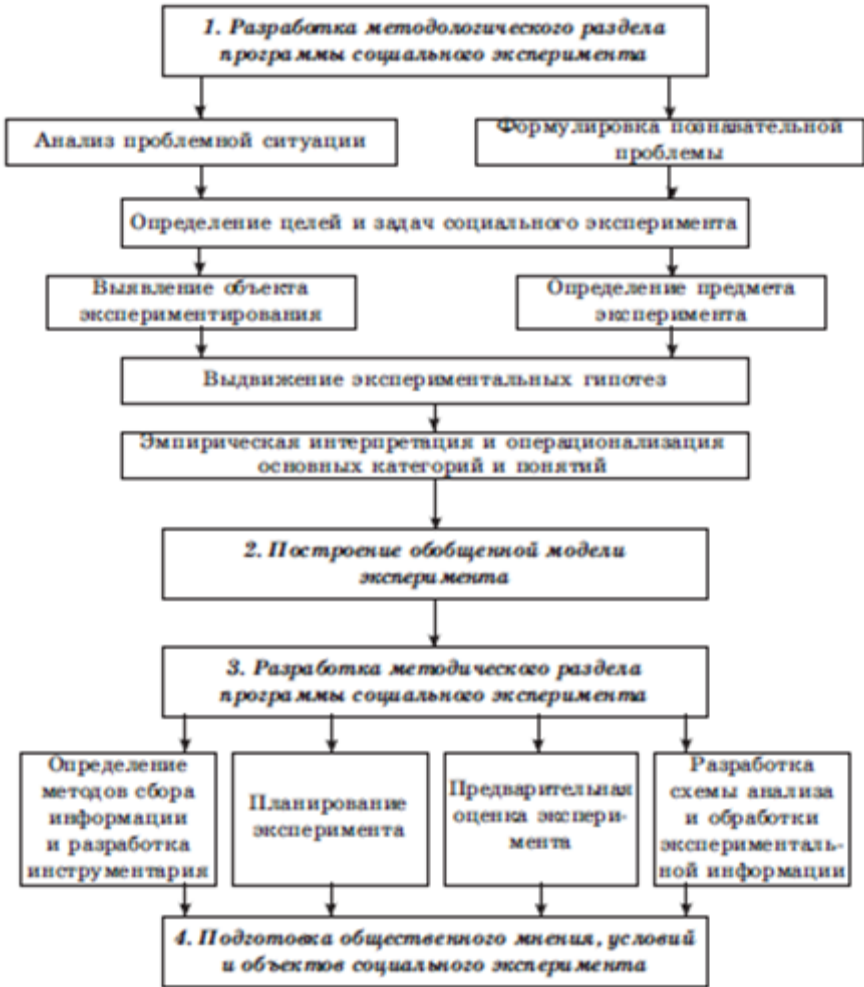 1. Разработка методологического раздела
программы социального эксперимента
Анализ проблемной ситуации
Формулировка познавательной
проблемы
Определение целей и задач социального эксперимента
Выявление объекта
экспериментирования
Определение предмета
эксперимента
Выдвижение экспериментальных гипотез
Эмпирическая интерпретация и операционализация
основных категорий и понятий
2. Построение обобщенной модели
эксперимента
3. Разработка методического раздела
программы социального эксперимента
Определение
методов сбора
информации
и разработка
инструментария
Планирование
эксперимента
Предварительная
оценка экспери-
мента
Разработка
схемы анализа
и обработки
эксперименталь-
ной информации
4. Подготовка общественного мнения, условий
и объектов социального эксперимента